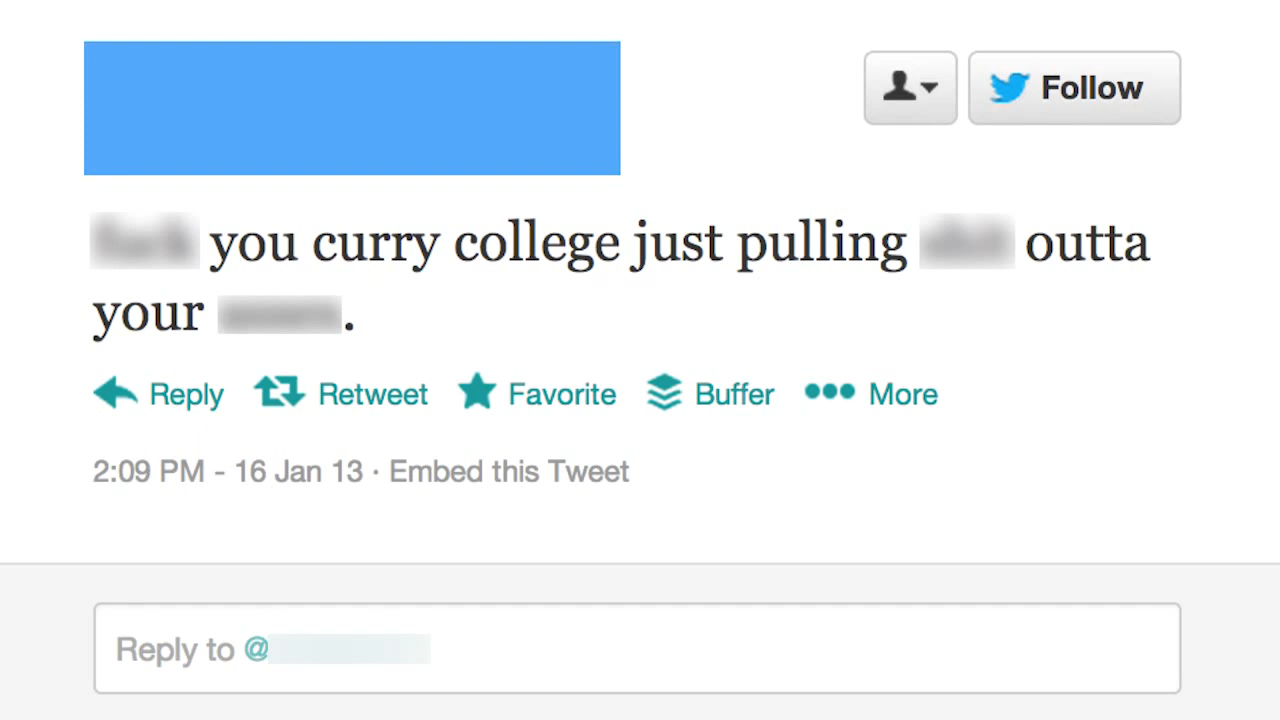 Follow
you curry college just pulling outta
your .
Reply Retweet Favorite Buffer More
2:09 PM - 16 Jan 13 · Embed this Tweet
Reply to @